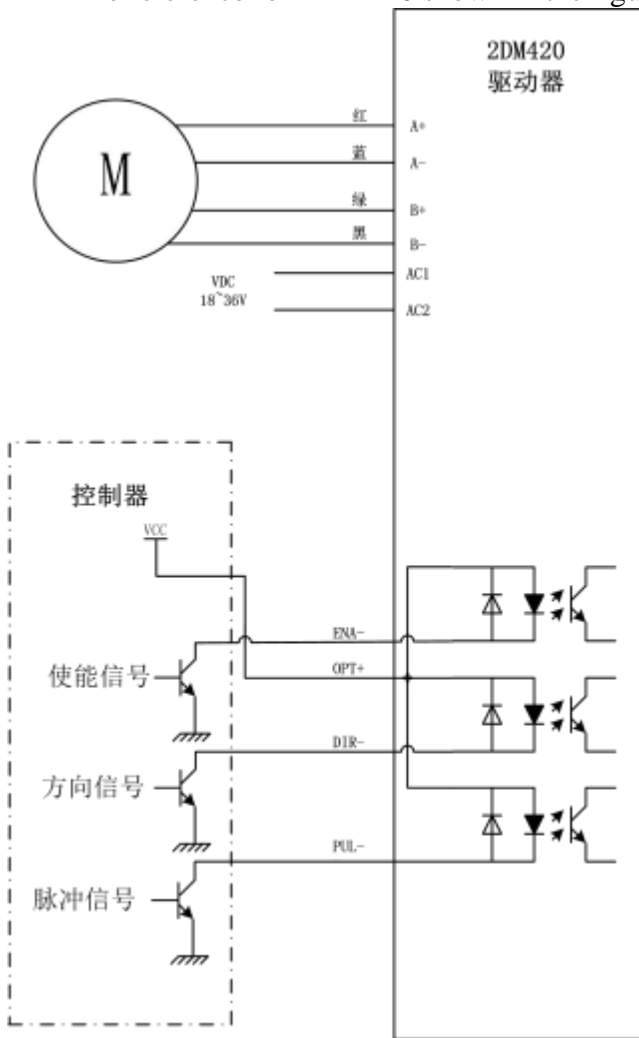 2DM420
驱动器
M
红
A+
蓝
A-
绿
B+
黑
B-
VDC
18~36V
AC1
AC2
控制器
VCC
ENA-
使能信号
OPT+
DIR-
方向信号
PUL-
脉冲信号